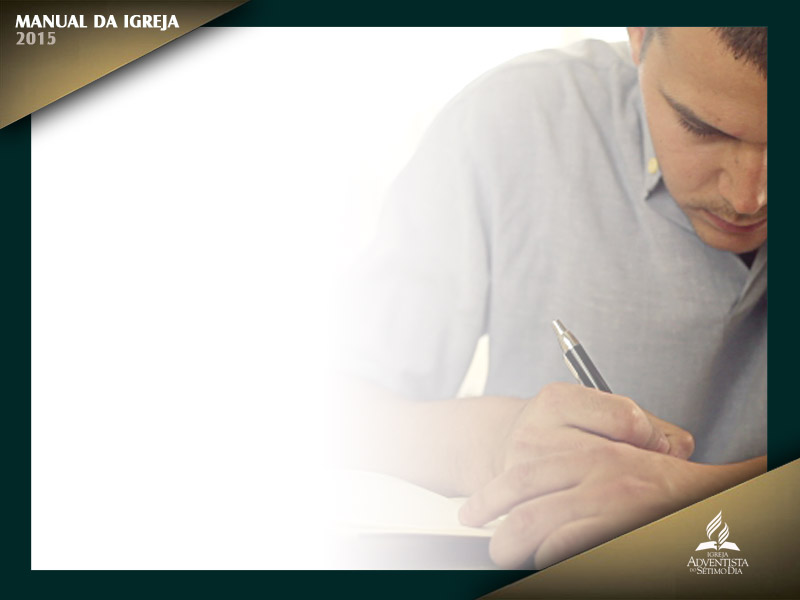 MANUAL DA IGREJA
2015
IGREJA
ADVENTISTA
DO SÉTIMO DIA